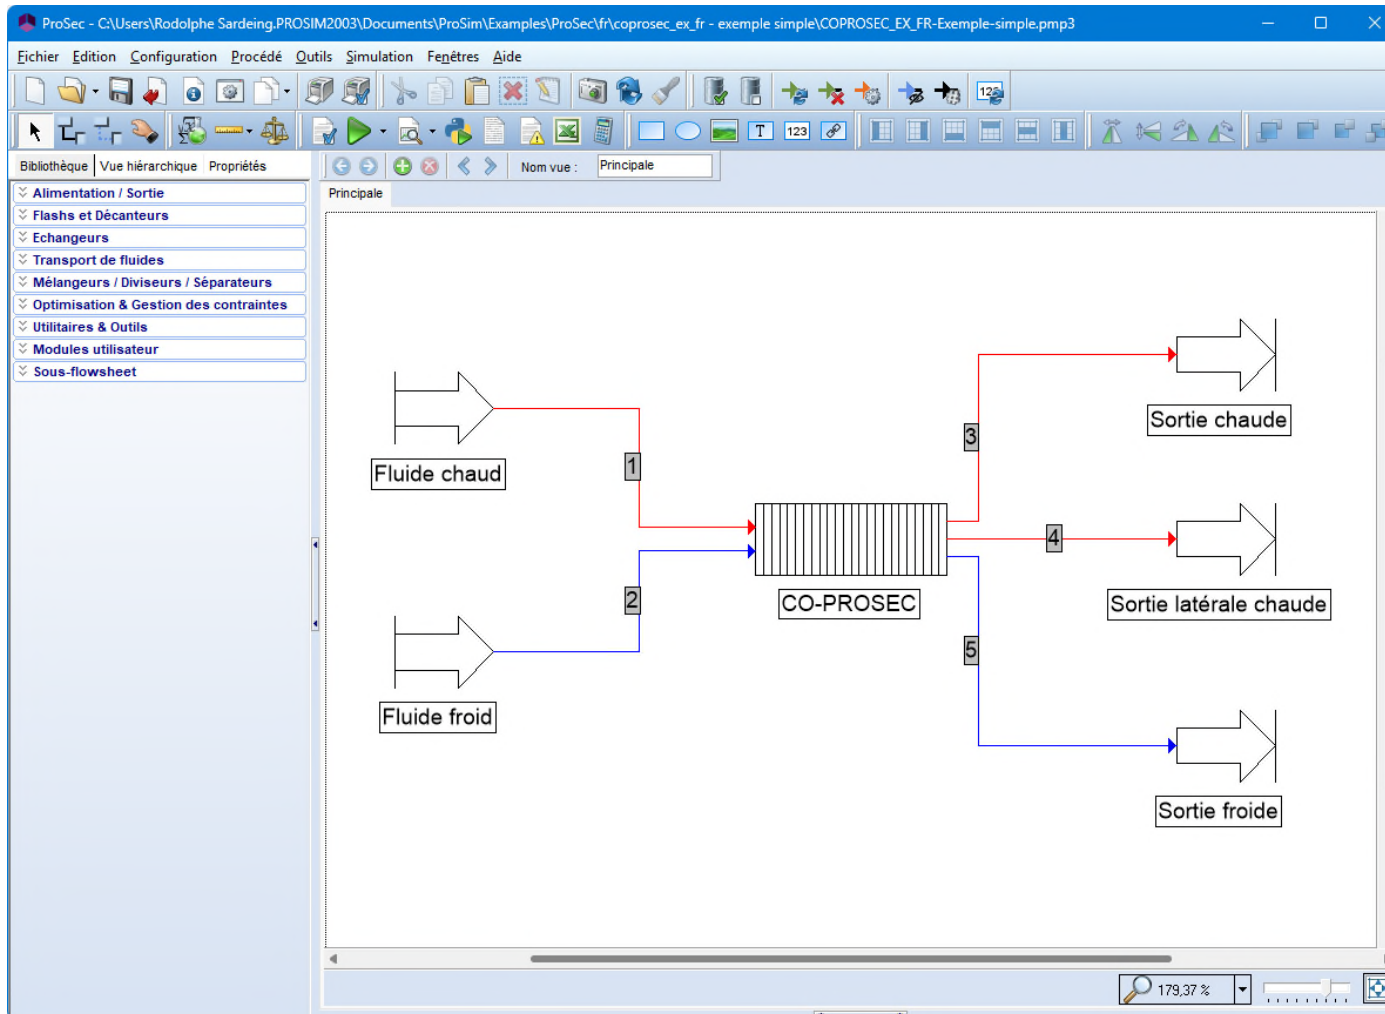 ProSec - C:\Users\Rodolphe Sardeing.PROSIM2003\Documents\ProSim\Examples\ProSec\fr\coprosec_ex_fr - exemple simple\COPROSEC_EX_FR-Exemple-simple.pmp3
Fichier Edition Configuration Procédé Outils Simulation Fenêtres Aide
T 123
Bibliothèque Vue hiérarchique Propriétés
Nom vue : Principale
Principale
Alimentation / Sortie
Flashs et Décanteurs
Echangeurs
Transport de fluides
Mélangeurs / Diviseurs / Séparateurs
Optimisation & Gestion des contraintes
Utilitaires & Outils
Modules utilisateur
Sous-flowsheet
Fluide chaud
1
2
Fluide froid
CO-PROSEC
3
4
5
Sortie chaude
Sortie latérale chaude
Sortie froide
179,37 %